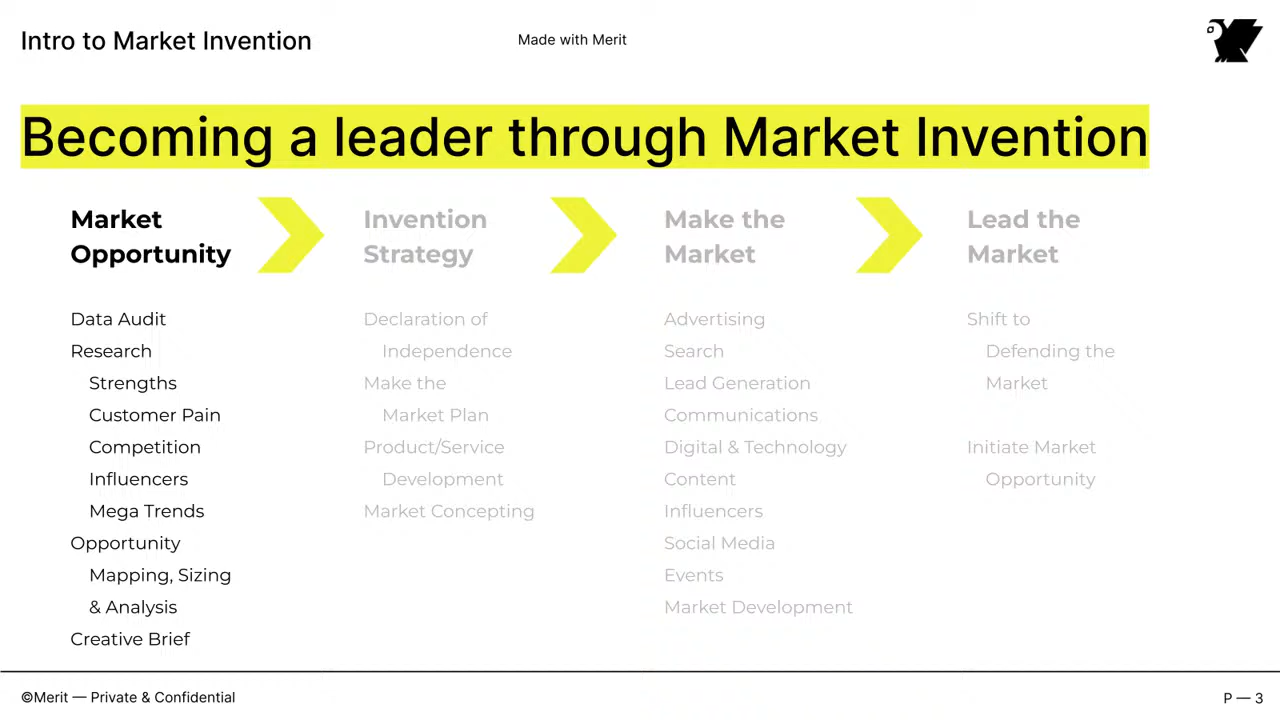 Intro to Market Invention
Made with Merit
Becoming a leader through Market Invention
Market
Opportunity
Data Audit
Research
Strengths
Customer Pain
Competition
Influencers
Mega Trends
Opportunity
Mapping, Sizing
& Analysis
Creative Brief
Invention
Strategy
Declaration of
Independence
Make the
Market Plan
Product/Service
Development
Market Concepting
Make the
Market
Advertising
Search
Lead Generation
Communications
Digital & Technology
Content
Influencers
Social Media
Events
Market Development
Lead the
Market
Shift to
Defending the
Market
Initiate Market
Opportunity
©Merit — Private & Confidential
P — 3